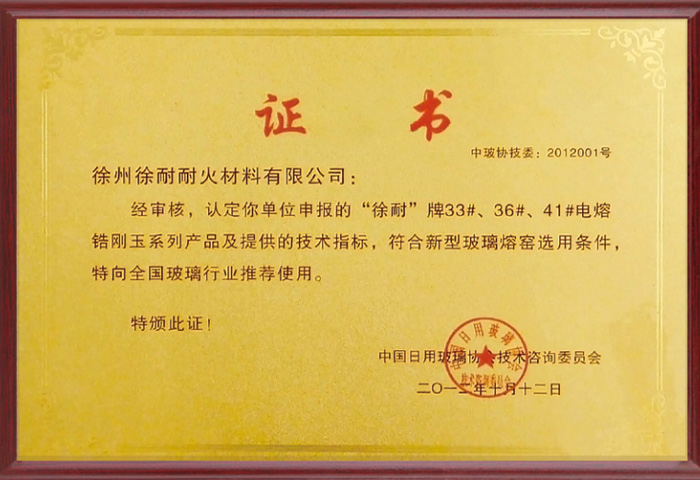 证 书
中玻协技委：2012001号
徐州徐耐耐火材料有限公司：
经审核，认定你单位申报的“徐耐”牌33#、36#、41#电熔
锆刚玉系列产品及提供的技术指标，符合新型玻璃熔窑选用条件，
特向全国玻璃行业推荐使用。
特颁此证！
中国日用玻璃协会技术咨询委员会
二〇一二年十月十二日